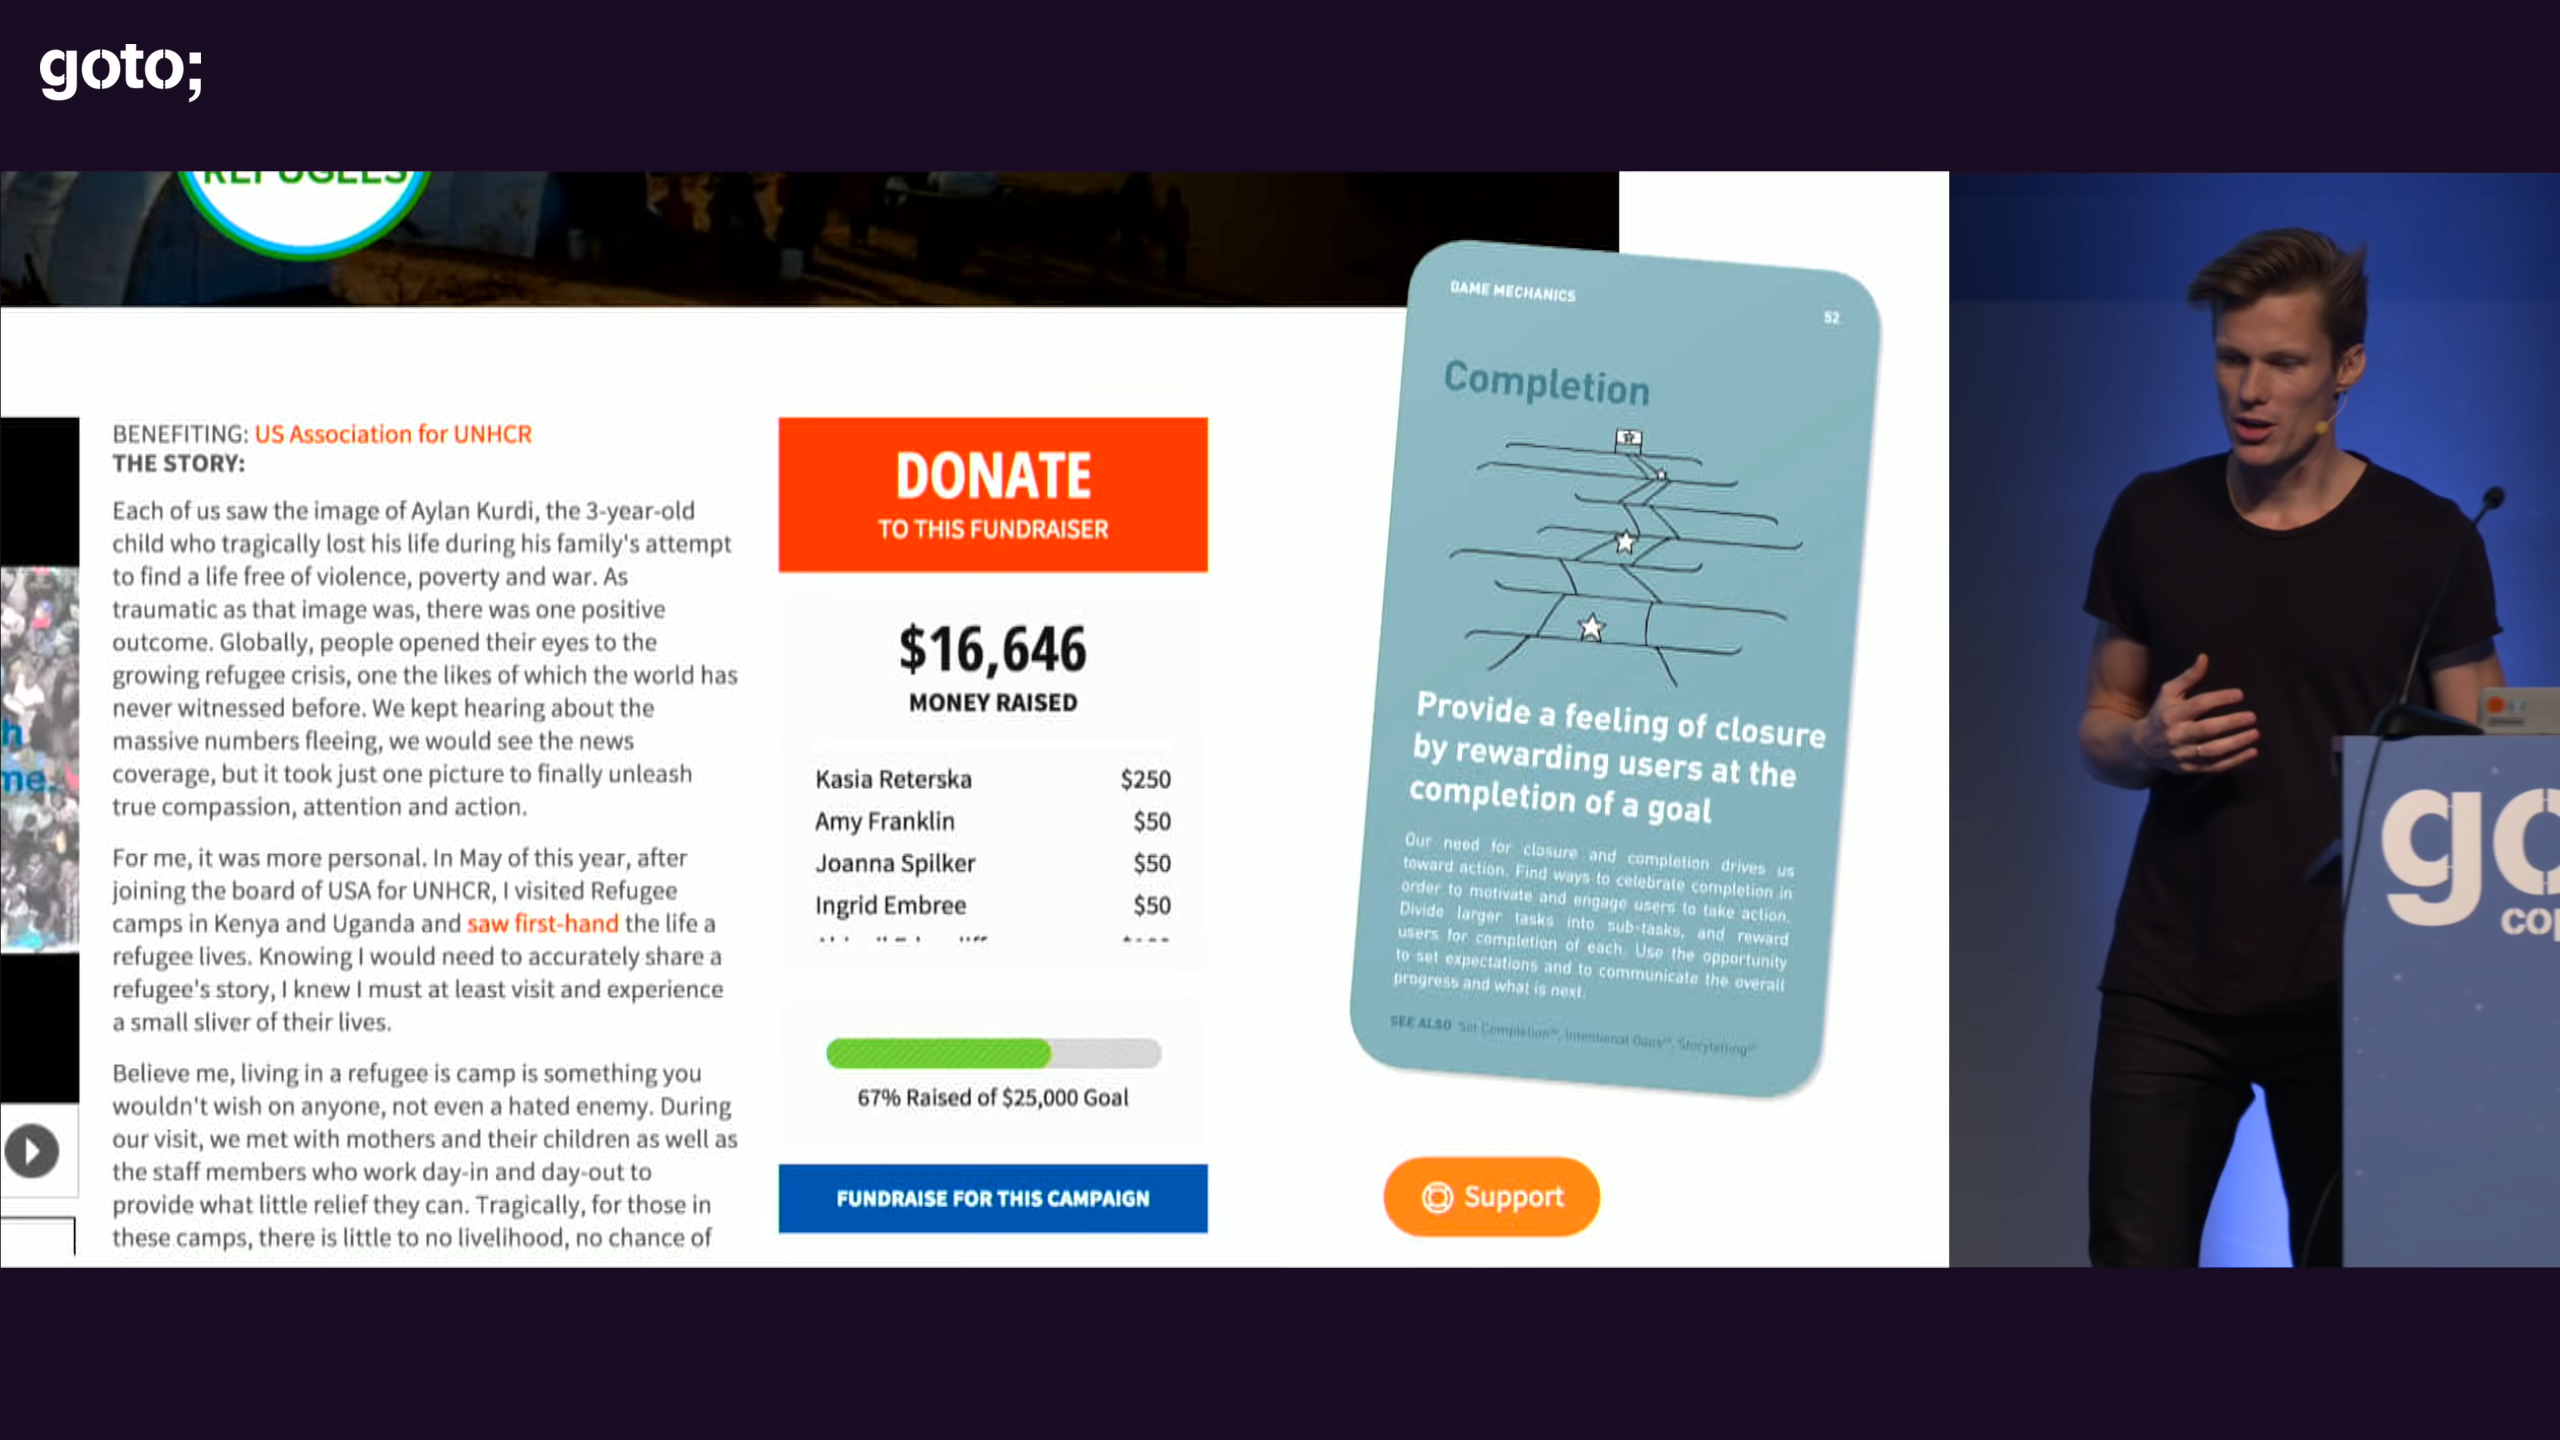 goto;
REFUGEES
h
me.
BENEFITING: US Association for UNHCR
THE STORY:
Each of us saw the image of Aylan Kurdi, the 3-year-old
child who tragically lost his life during his family's attempt
to find a life free of violence, poverty and war. As
traumatic as that image was, there was one positive
outcome. Globally, people opened their eyes to the
growing refugee crisis, one the likes of which the world has
never witnessed before. We kept hearing about the
massive numbers fleeing, we would see the news
coverage, but it took just one picture to finally unleash
true compassion, attention and action.
For me, it was more personal. In May of this year, after
joining the board of USA for UNHCR, I visited Refugee
camps in Kenya and Uganda and saw first-hand the life a
refugee lives. Knowing I would need to accurately share a
refugee's story, I knew I must at least visit and experience
a small sliver of their lives.
Believe me, living in a refugee is camp is something you
wouldn't wish on anyone, not even a hated enemy. During
our visit, we met with mothers and their children as well as
the staff members who work day-in and day-out to
provide what little relief they can. Tragically, for those in
these camps, there is little to no livelihood, no chance of
DONATE
TO THIS FUNDRAISER
$16,646
MONEY RAISED
Kasia Reterska $250
Amy Franklin $50
Joanna Spilker $50
Ingrid Embree $50
67% Raised of $25,000 Goal
FUNDRAISE FOR THIS CAMPAIGN
GAME MECHANICS
52
Completion
Provide a feeling of closure
by rewarding users at the
completion of a goal
Our need for closure and completion drives us
toward action. Find ways to celebrate completion in
order to motivate and engage users to take action.
Divide larger tasks into sub-tasks, and reward
users for completion of each. Use the opportunity
to set expectations and to communicate the overall
progress and what is next.
SEE ALSO Set Completion, Intentional Gaps, Storytelling
Support
go
cop